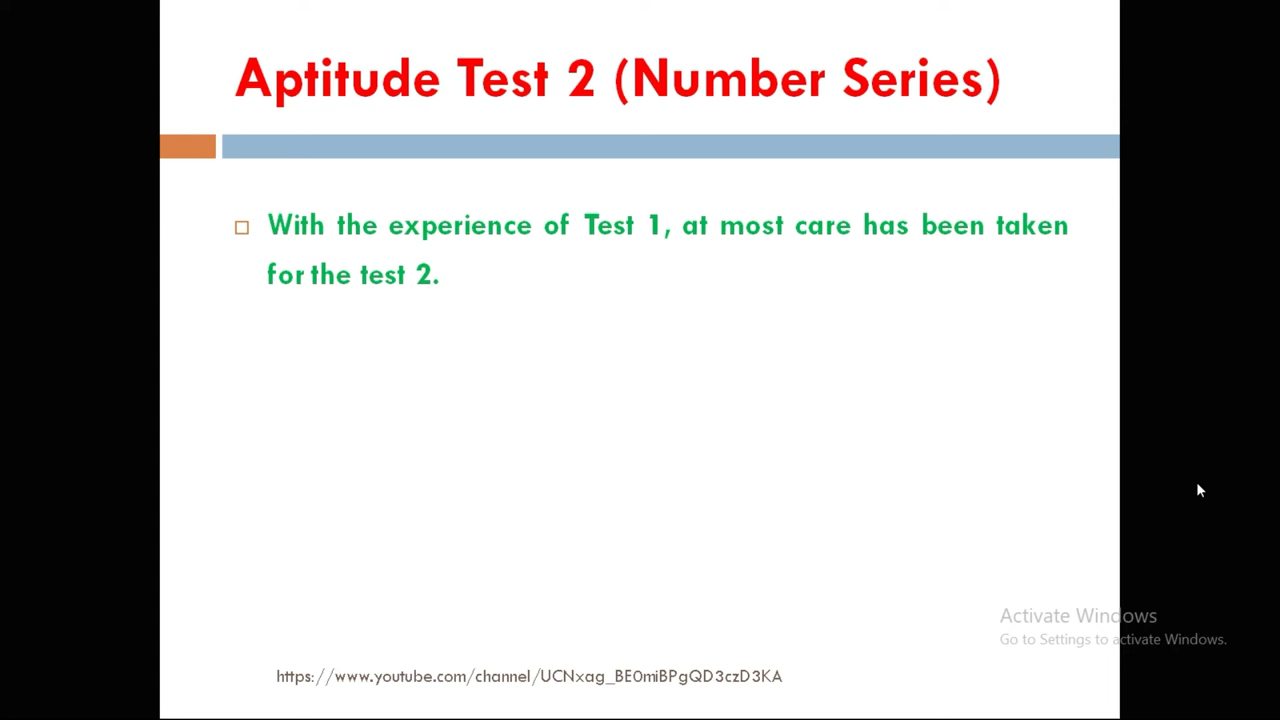 Aptitude Test 2 (Number Series)
With the experience of Test 1, at most care has been taken
for the test 2.
Activate Windows
Go to Settings to activate Windows.
https://www.youtube.com/channel/UCNxag_BE0miBPgQD3czD3KA